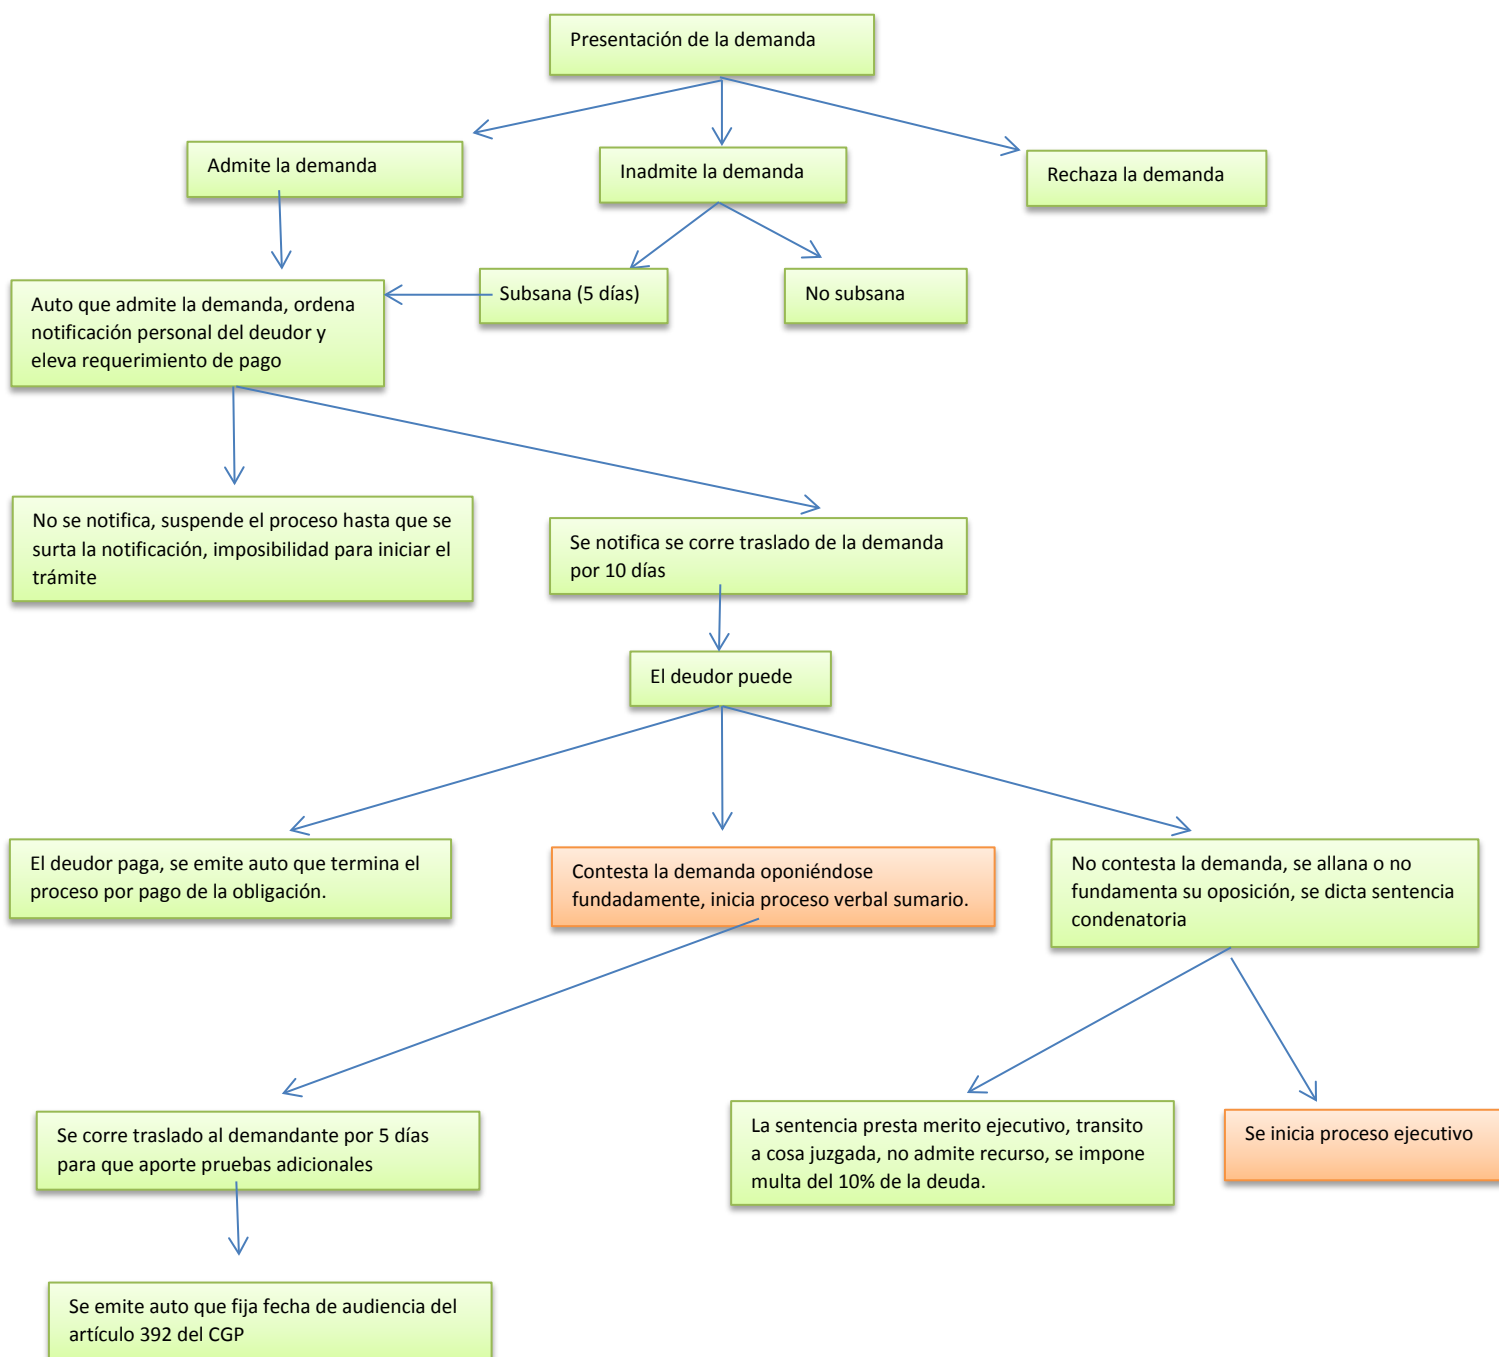 Presentación de la demanda
Admite la demanda
Inadmite la demanda
Rechaza la demanda
Auto que admite la demanda, ordena
notificación personal del deudor y
eleva requerimiento de pago
Subsana (5 días)
No subsana
No se notifica, suspende el proceso hasta que se
surta la notificación, imposibilidad para iniciar el
trámite
Se notifica se corre traslado de la demanda
por 10 días
El deudor puede
El deudor paga, se emite auto que termina el
proceso por pago de la obligación.
Contesta la demanda oponiéndose
fundadamente, inicia proceso verbal sumario.
No contesta la demanda, se allana o no
fundamenta su oposición, se dicta sentencia
condenatoria
Se corre traslado al demandante por 5 días
para que aporte pruebas adicionales
La sentencia presta merito ejecutivo, transito
a cosa juzgada, no admite recurso, se impone
multa del 10% de la deuda.
Se inicia proceso ejecutivo
Se emite auto que fija fecha de audiencia del
artículo 392 del CGP